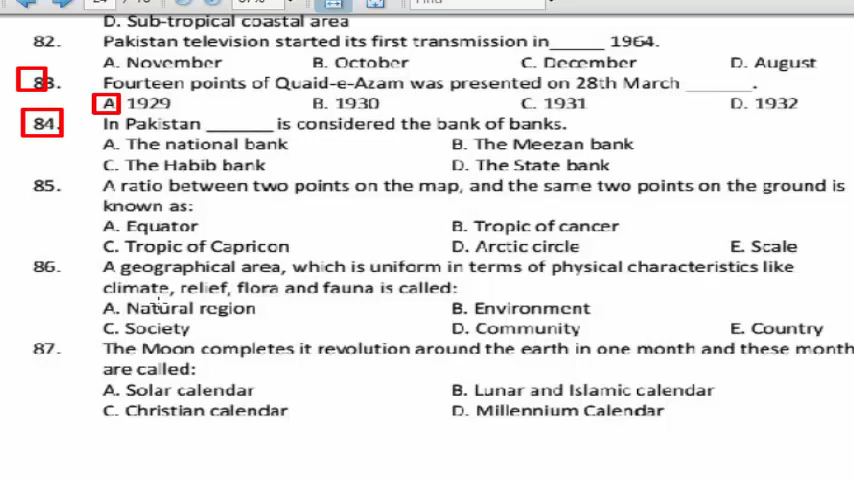 D. Sub-tropical coastal area
82. Pakistan television started its first transmission in_____ 1964.
A. November B. October C. December D. August
83. Fourteen points of Quaid-e-Azam was presented on 28th March ______ .
A 1929 B. 1930 C. 1931 D. 1932
84. In Pakistan ______ is considered the bank of banks.
A. The national bank B. The Meezan bank
C. The Habib bank D. The State bank
85. A ratio between two points on the map, and the same two points on the ground is
known as:
A. Equator B. Tropic of cancer
C. Tropic of Capricon D. Arctic circle E. Scale
86. A geographical area, which is uniform in terms of physical characteristics like
climate, relief, flora and fauna is called:
A. Natural region B. Environment
C. Society D. Community E. Country
87. The Moon completes it revolution around the earth in one month and these month
are called:
A. Solar calendar B. Lunar and Islamic calendar
C. Christian calendar D. Millennium Calendar